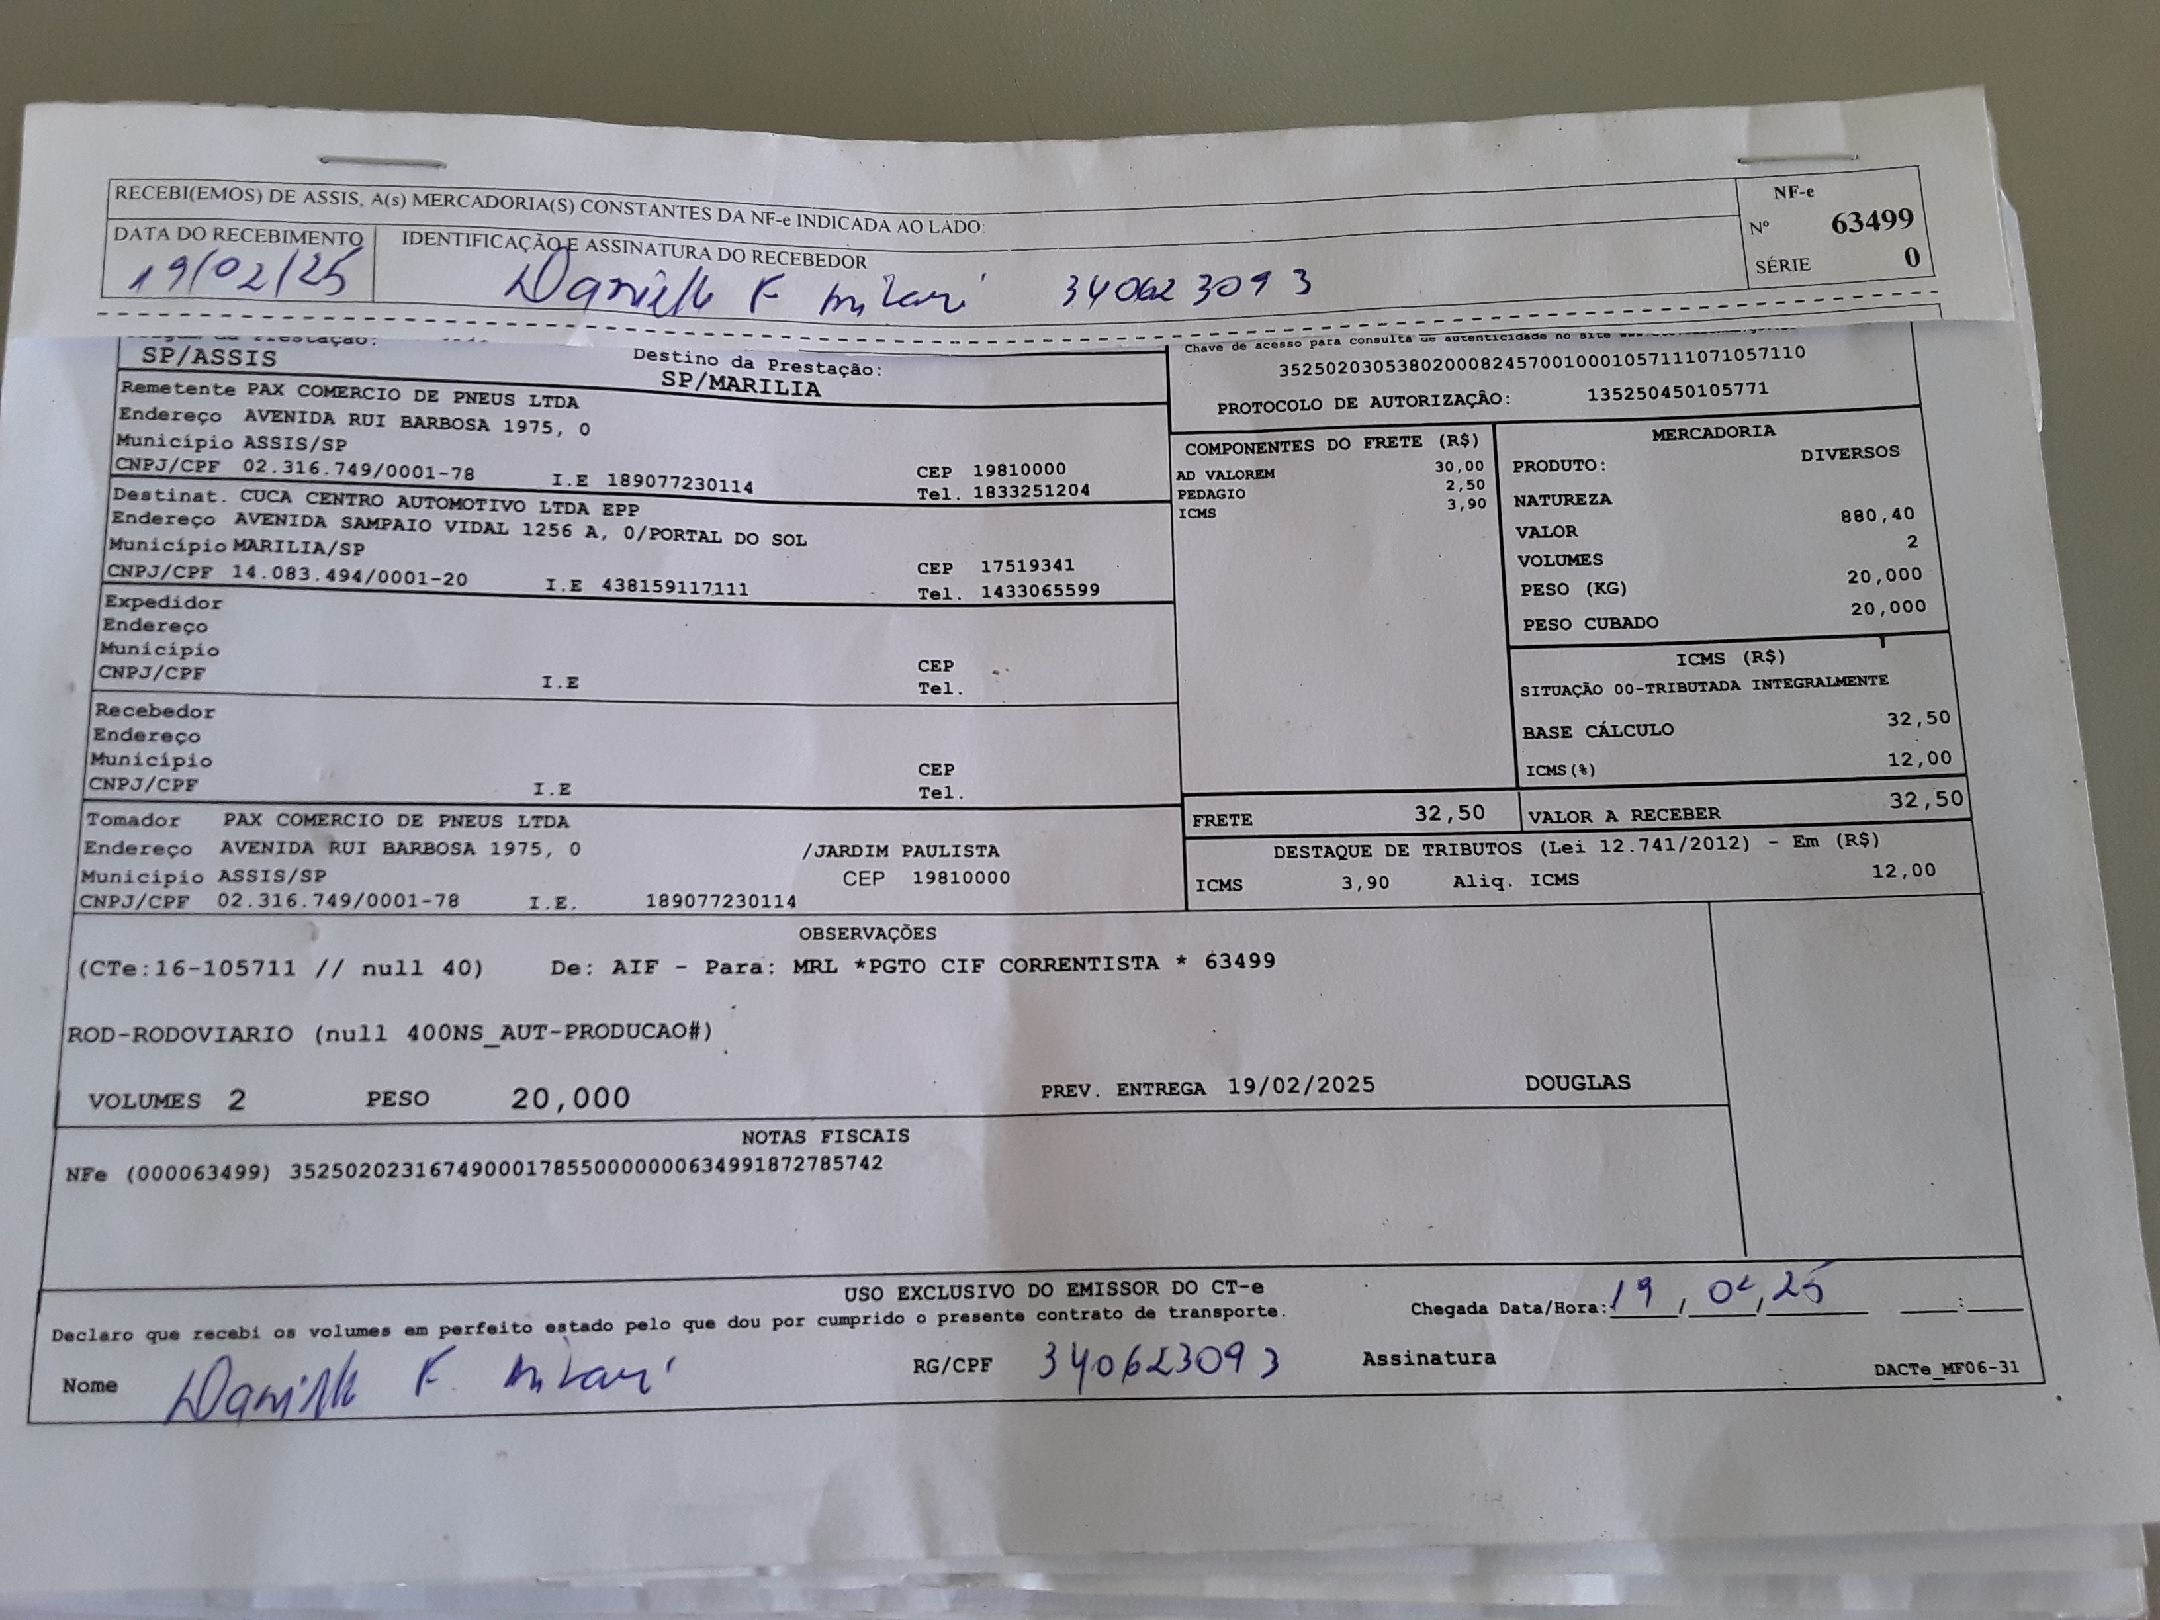 RECEBI(EMOS) DE ASSIS, A(s) MERCADORIA(S) CONSTANTES DA NF-e INDICADA AO LADO:
NF-e
Nº 63499
SÉRIE 0
DATA DO RECEBIMENTO
19/02/25
IDENTIFICAÇÃO E ASSINATURA DO RECEBEDOR
Danielle F 340623093
SP/ASSIS
Destino da Prestação:
SP/MARILIA
Remetente PAX COMERCIO DE PNEUS LTDA
Endereço AVENIDA RUI BARBOSA 1975, 0
Município ASSIS/SP
CNPJ/CPF 02.316.749/0001-78 I.E 189077230114
CEP 19810000
Tel. 1833251204
Destinat. CUCA CENTRO AUTOMOTIVO LTDA EPP
Endereço AVENIDA SAMPAIO VIDAL 1256 A, 0/PORTAL DO SOL
Município MARILIA/SP
CNPJ/CPF 14.083.494/0001-20 I.E 438159117111
CEP 17519341
Tel. 1433065599
Expedidor
Endereço
Município
CNPJ/CPF I.E
CEP
Tel.
Recebedor
Endereço
Município
CNPJ/CPF I.E
CEP
Tel.
Tomador PAX COMERCIO DE PNEUS LTDA
Endereço AVENIDA RUI BARBOSA 1975, 0 /JARDIM PAULISTA
Municipio ASSIS/SP CEP 19810000
CNPJ/CPF 02.316.749/0001-78 I.E. 189077230114
Chave de acesso para consulta de autenticidade no site
35250203053802000824570010001057111071057110
PROTOCOLO DE AUTORIZAÇÃO: 135250450105771
COMPONENTES DO FRETE (R$)
AD VALOREM 30,00
PEDAGIO 2,50
ICMS 3,90
MERCADORIA
PRODUTO: DIVERSOS
NATUREZA
VALOR 880,40
VOLUMES 2
PESO (KG) 20,000
PESO CUBADO 20,000
ICMS (R$)
SITUAÇÃO 00-TRIBUTADA INTEGRALMENTE
BASE CÁLCULO 32,50
ICMS(%) 12,00
FRETE 32,50
VALOR A RECEBER 32,50
DESTAQUE DE TRIBUTOS (Lei 12.741/2012) - Em (R$)
ICMS 3,90 Aliq. ICMS 12,00
OBSERVAÇÕES
(CTe:16-105711 // null 40) De: AIF - Para: MRL *PGTO CIF CORRENTISTA * 63499
ROD-RODOVIARIO (null 400NS_AUT-PRODUCAO#)
VOLUMES 2 PESO 20,000 PREV. ENTREGA 19/02/2025 DOUGLAS
NOTAS FISCAIS
NFe (000063499) 35250202316749000178550000000634991872785742
USO EXCLUSIVO DO EMISSOR DO CT-e
Declaro que recebi os volumes em perfeito estado pelo que dou por cumprido o presente contrato de transporte.
Chegada Data/Hora: 19, 02, 25 :
Nome Danielle F. RG/CPF 340623093 Assinatura
DACTe_MF06-31